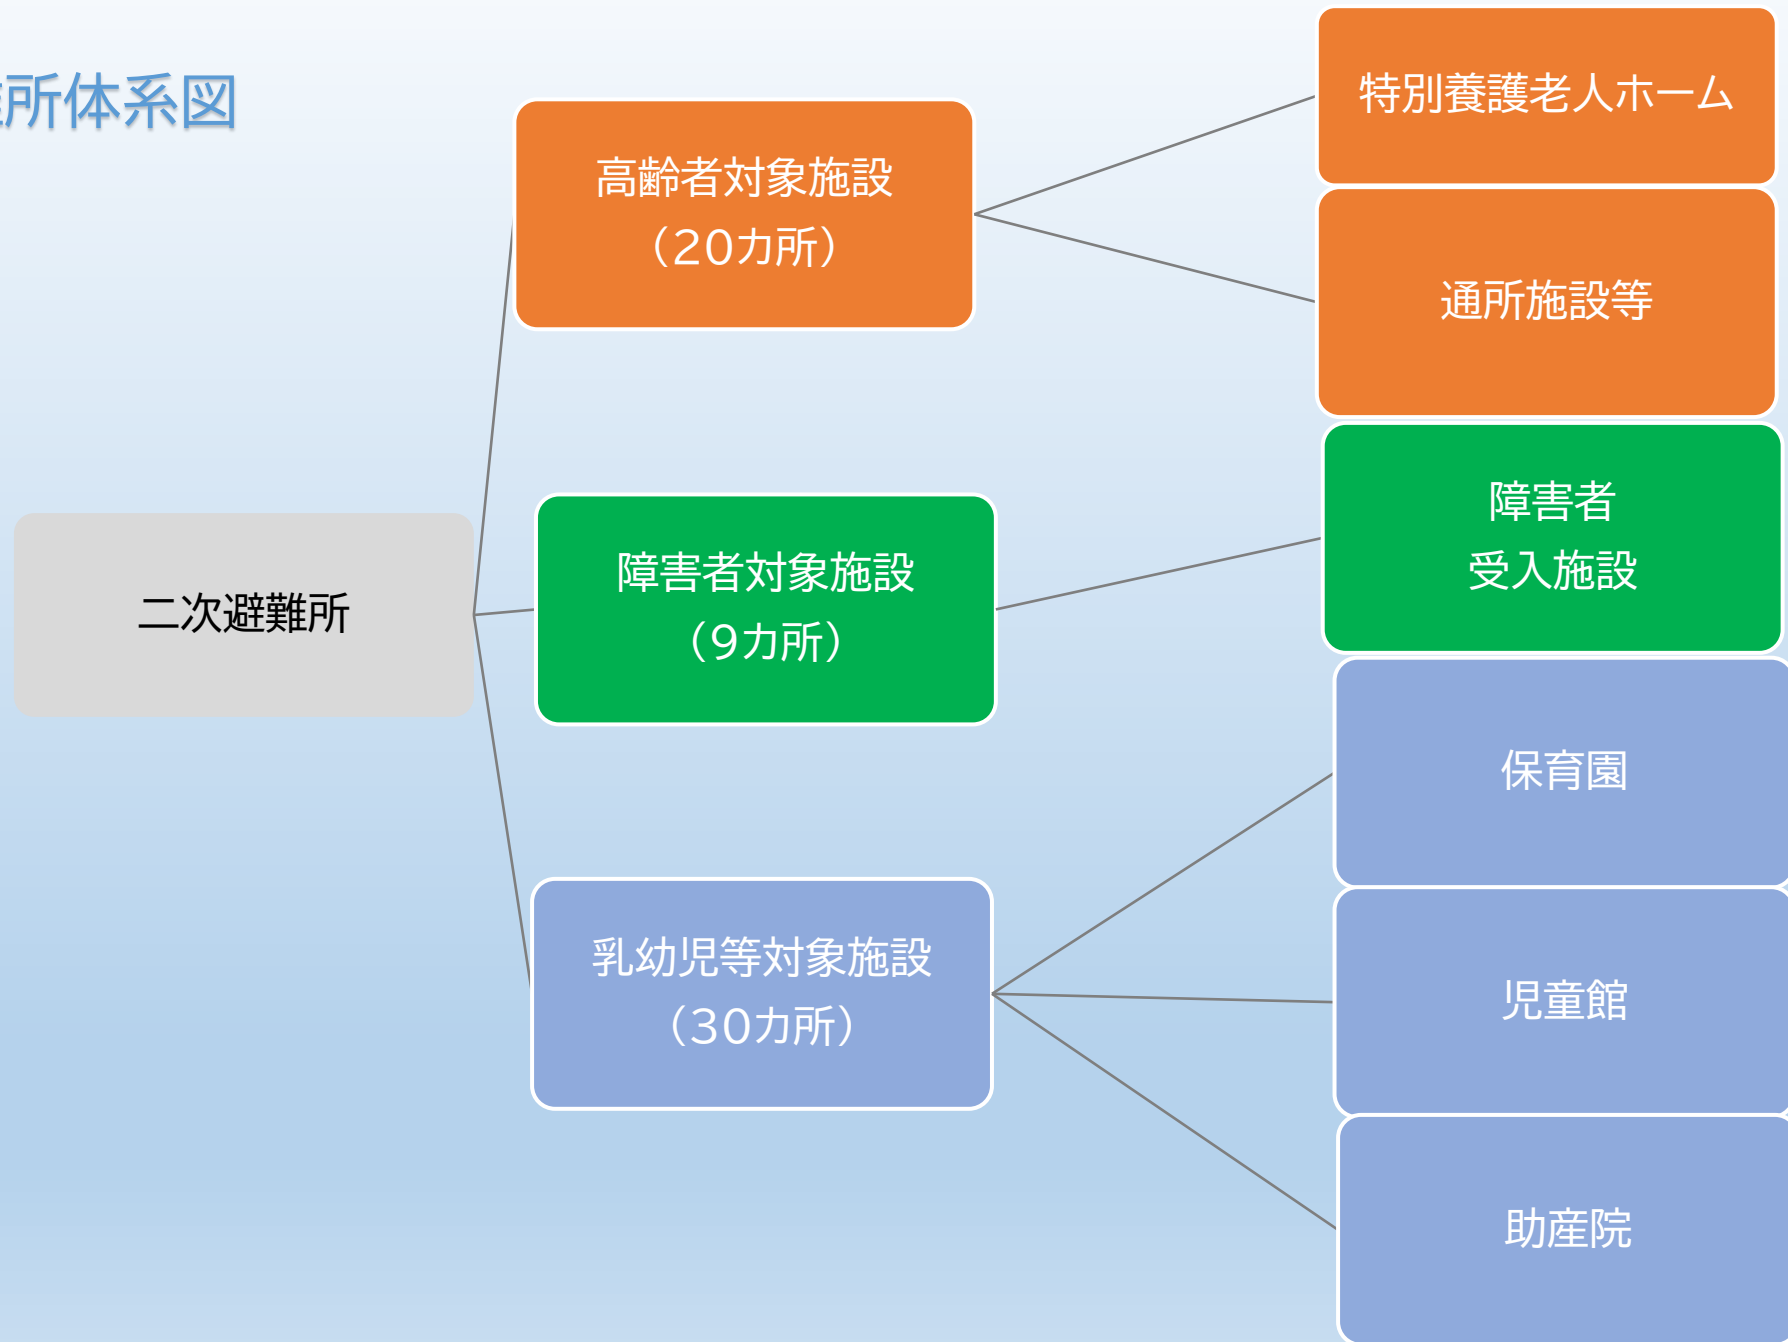 所体系図
二次避難所
高齢者対象施設
（20カ所）
障害者対象施設
（9カ所）
乳幼児等対象施設
（30カ所）
特別養護老人ホーム
通所施設等
障害者
受入施設
保育園
児童館
助産院